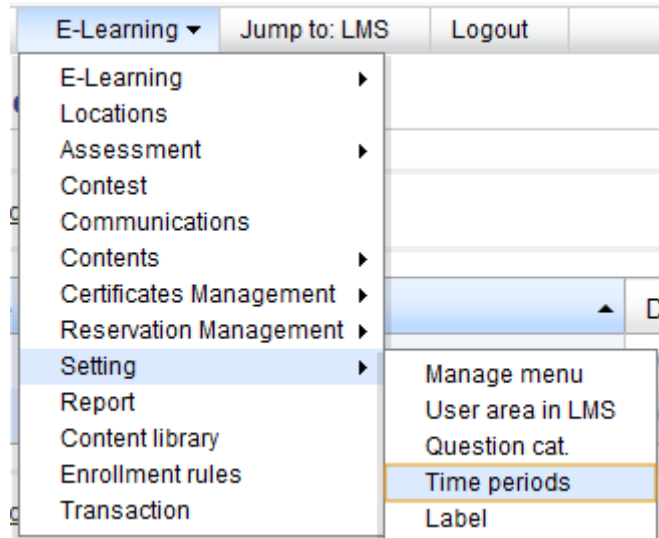 E-Learning Jump to: LMS Logout
E-Learning
Locations
Assessment
Contest
Communications
Contents
Certificates Management
Reservation Management
Setting
Report
Content library
Enrollment rules
Transaction
Manage menu
User area in LMS
Question cat.
Time periods
Label